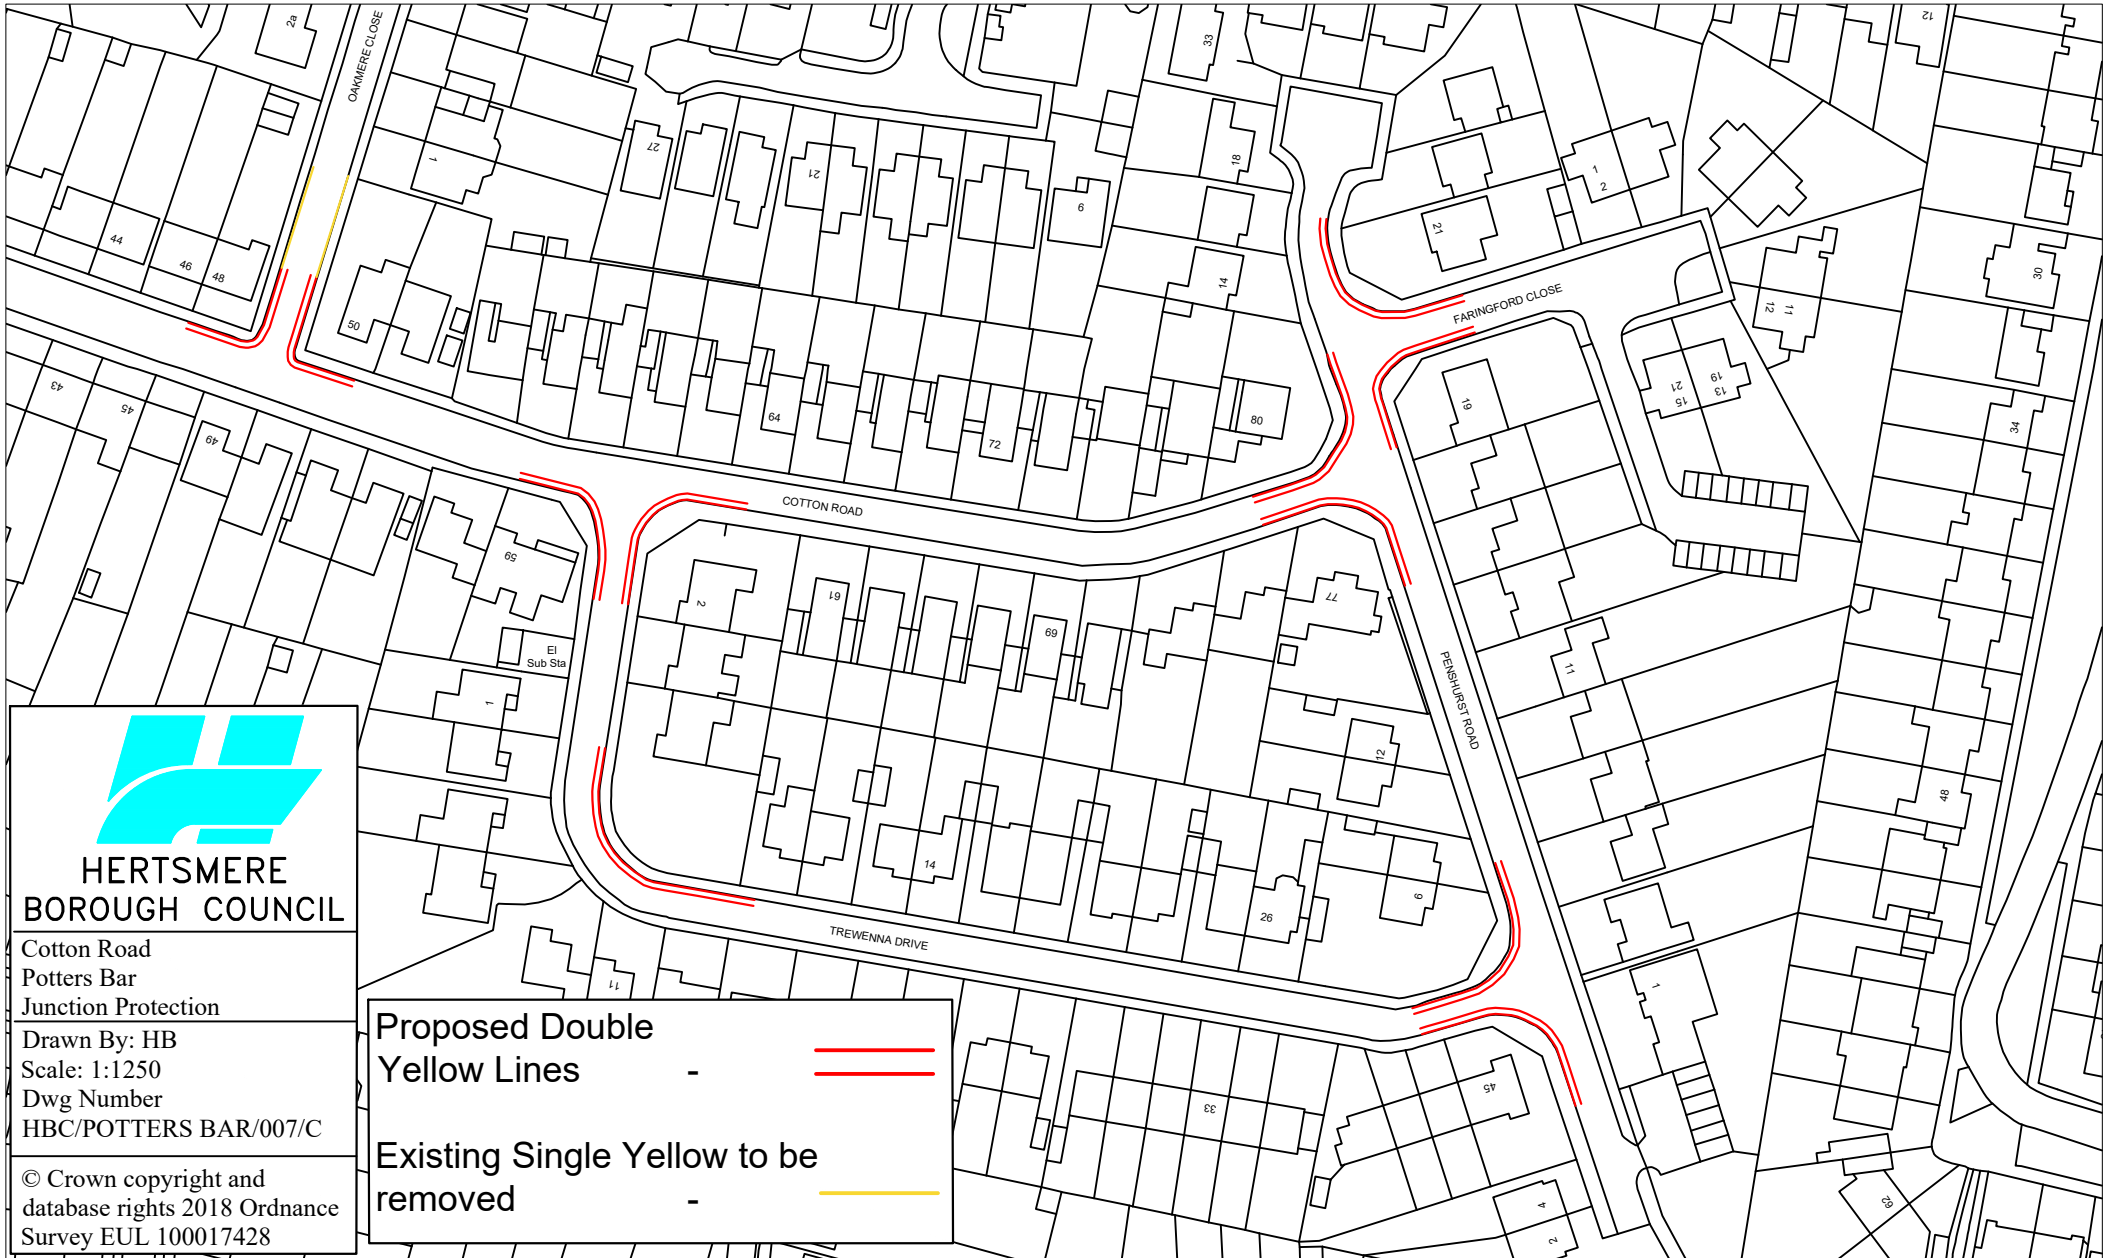 2a
OAKMERE CLOSE
1
27
21
6
33
18
14
12
1
2
21
FARINGFORD CLOSE
11
12
30
34
44
46
48
50
64
72
80
19
19
13
21
15
43
45
49
59
COTTON ROAD
2
61
69
77
El
Sub Sta
1
11
PENSHURST ROAD
12
48
14
26
6
TREWENNA DRIVE
11
33
45
1
4
2
62
HERTSMERE
BOROUGH COUNCIL
Cotton Road
Potters Bar
Junction Protection
Drawn By: HB
Scale: 1:1250
Dwg Number
HBC/POTTERS BAR/007/C
© Crown copyright and
database rights 2018 Ordnance
Survey EUL 100017428
Proposed Double
Yellow Lines -
Existing Single Yellow to be
removed -